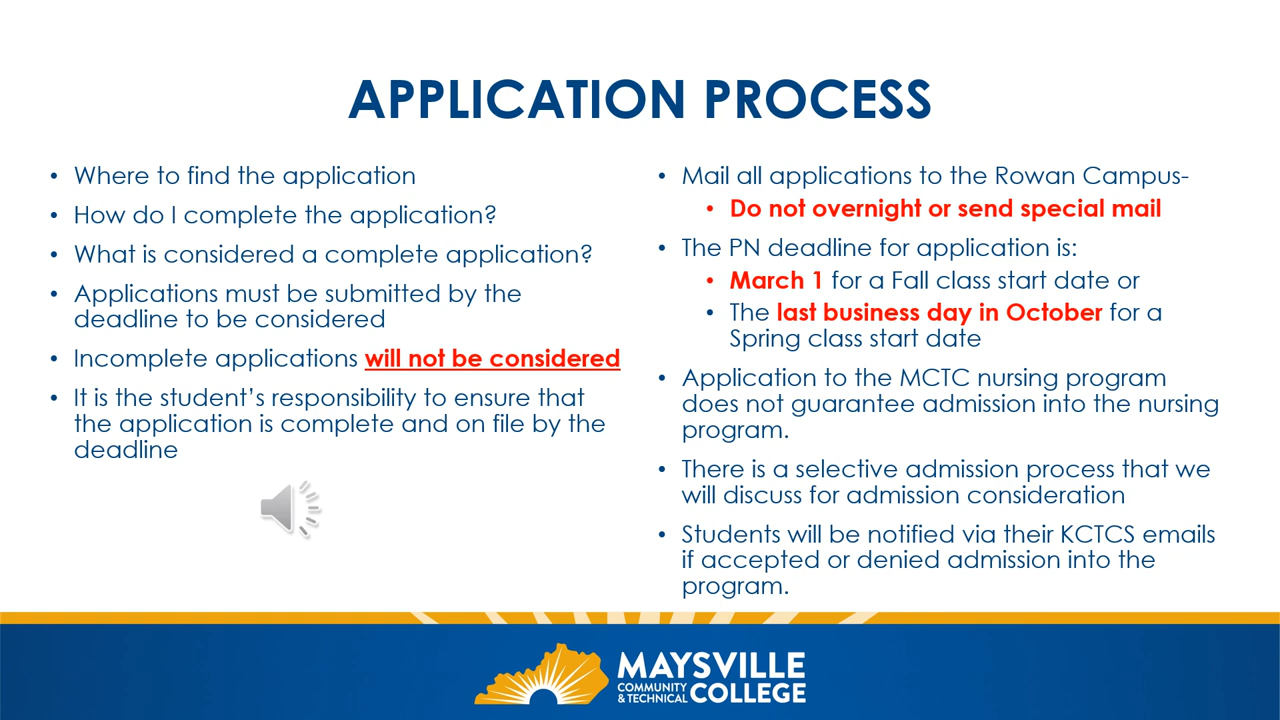 APPLICATION PROCESS
• Where to find the application
• How do I complete the application?
• What is considered a complete application?
• Applications must be submitted by the
deadline to be considered
• Incomplete applications will not be considered
• It is the student's responsibility to ensure that
the application is complete and on file by the
deadline
• Mail all applications to the Rowan Campus-
• Do not overnight or send special mail
• The PN deadline for application is:
• March 1 for a Fall class start date or
• The last business day in October for a
Spring class start date
• Application to the MCTC nursing program
does not guarantee admission into the nursing
program.
• There is a selective admission process that we
will discuss for admission consideration
• Students will be notified via their KCTCS emails
if accepted or denied admission into the
program.
MAYSVILLE
COMMUNITY
& TECHNICAL
COLLEGE